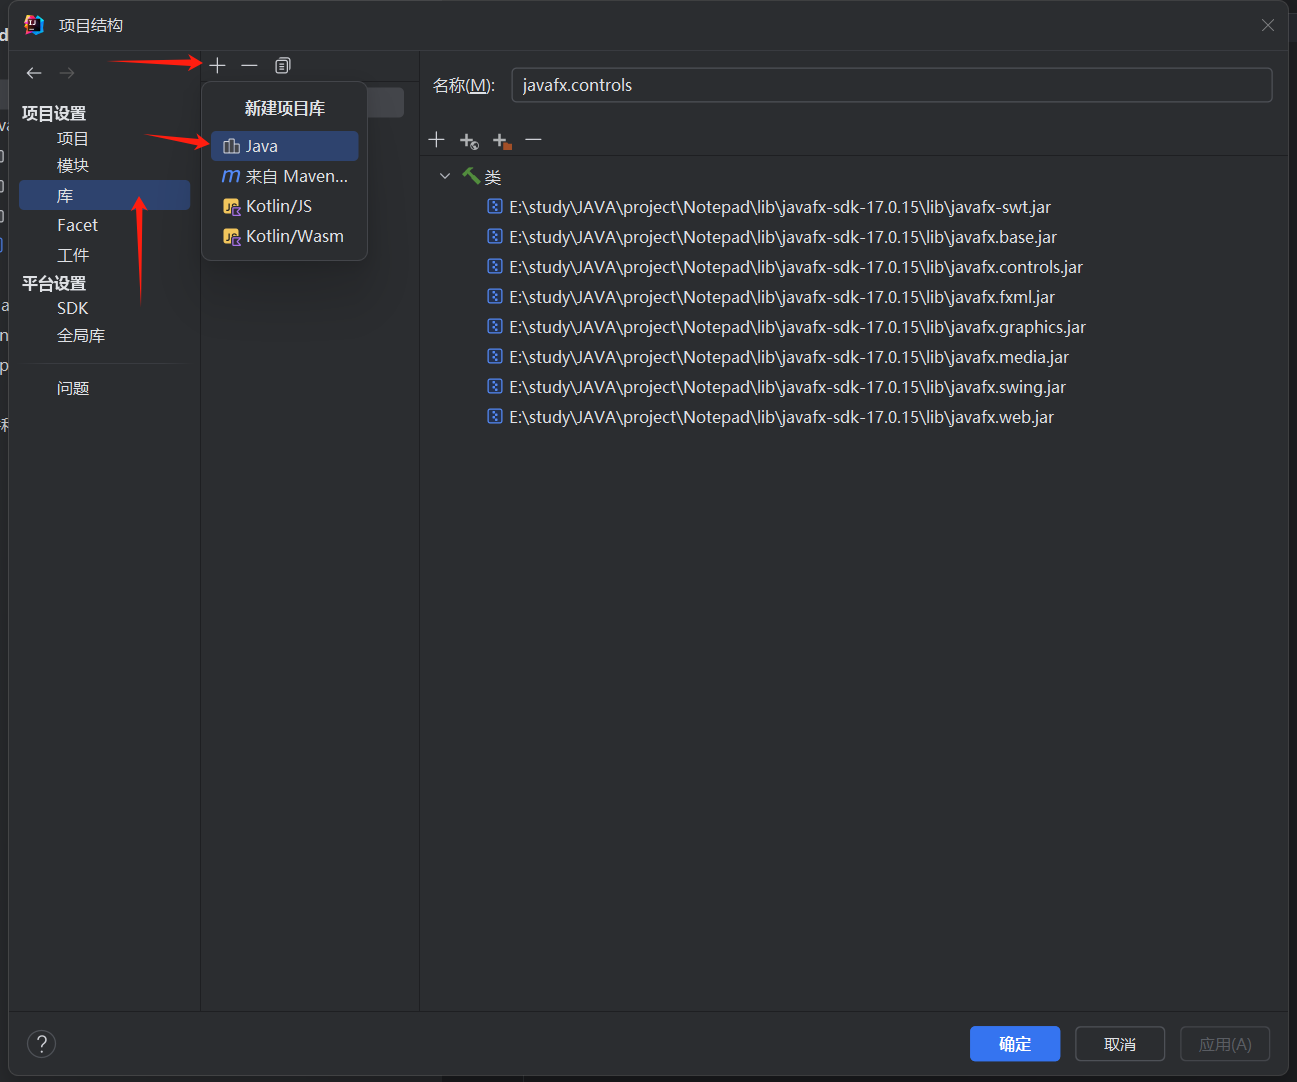 项目结构
项目设置
项目
模块
库
Facet
工件
平台设置
SDK
全局库
问题
新建项目库
Java
来自 Maven...
Kotlin/JS
Kotlin/Wasm
名称(M):
javafx.controls
类
E:\study\JAVA\project\Notepad\lib\javafx-sdk-17.0.15\lib\javafx-swt.jar
E:\study\JAVA\project\Notepad\lib\javafx-sdk-17.0.15\lib\javafx.base.jar
E:\study\JAVA\project\Notepad\lib\javafx-sdk-17.0.15\lib\javafx.controls.jar
E:\study\JAVA\project\Notepad\lib\javafx-sdk-17.0.15\lib\javafx.fxml.jar
E:\study\JAVA\project\Notepad\lib\javafx-sdk-17.0.15\lib\javafx.graphics.jar
E:\study\JAVA\project\Notepad\lib\javafx-sdk-17.0.15\lib\javafx.media.jar
E:\study\JAVA\project\Notepad\lib\javafx-sdk-17.0.15\lib\javafx.swing.jar
E:\study\JAVA\project\Notepad\lib\javafx-sdk-17.0.15\lib\javafx.web.jar
?
确定
取消
应用(A)